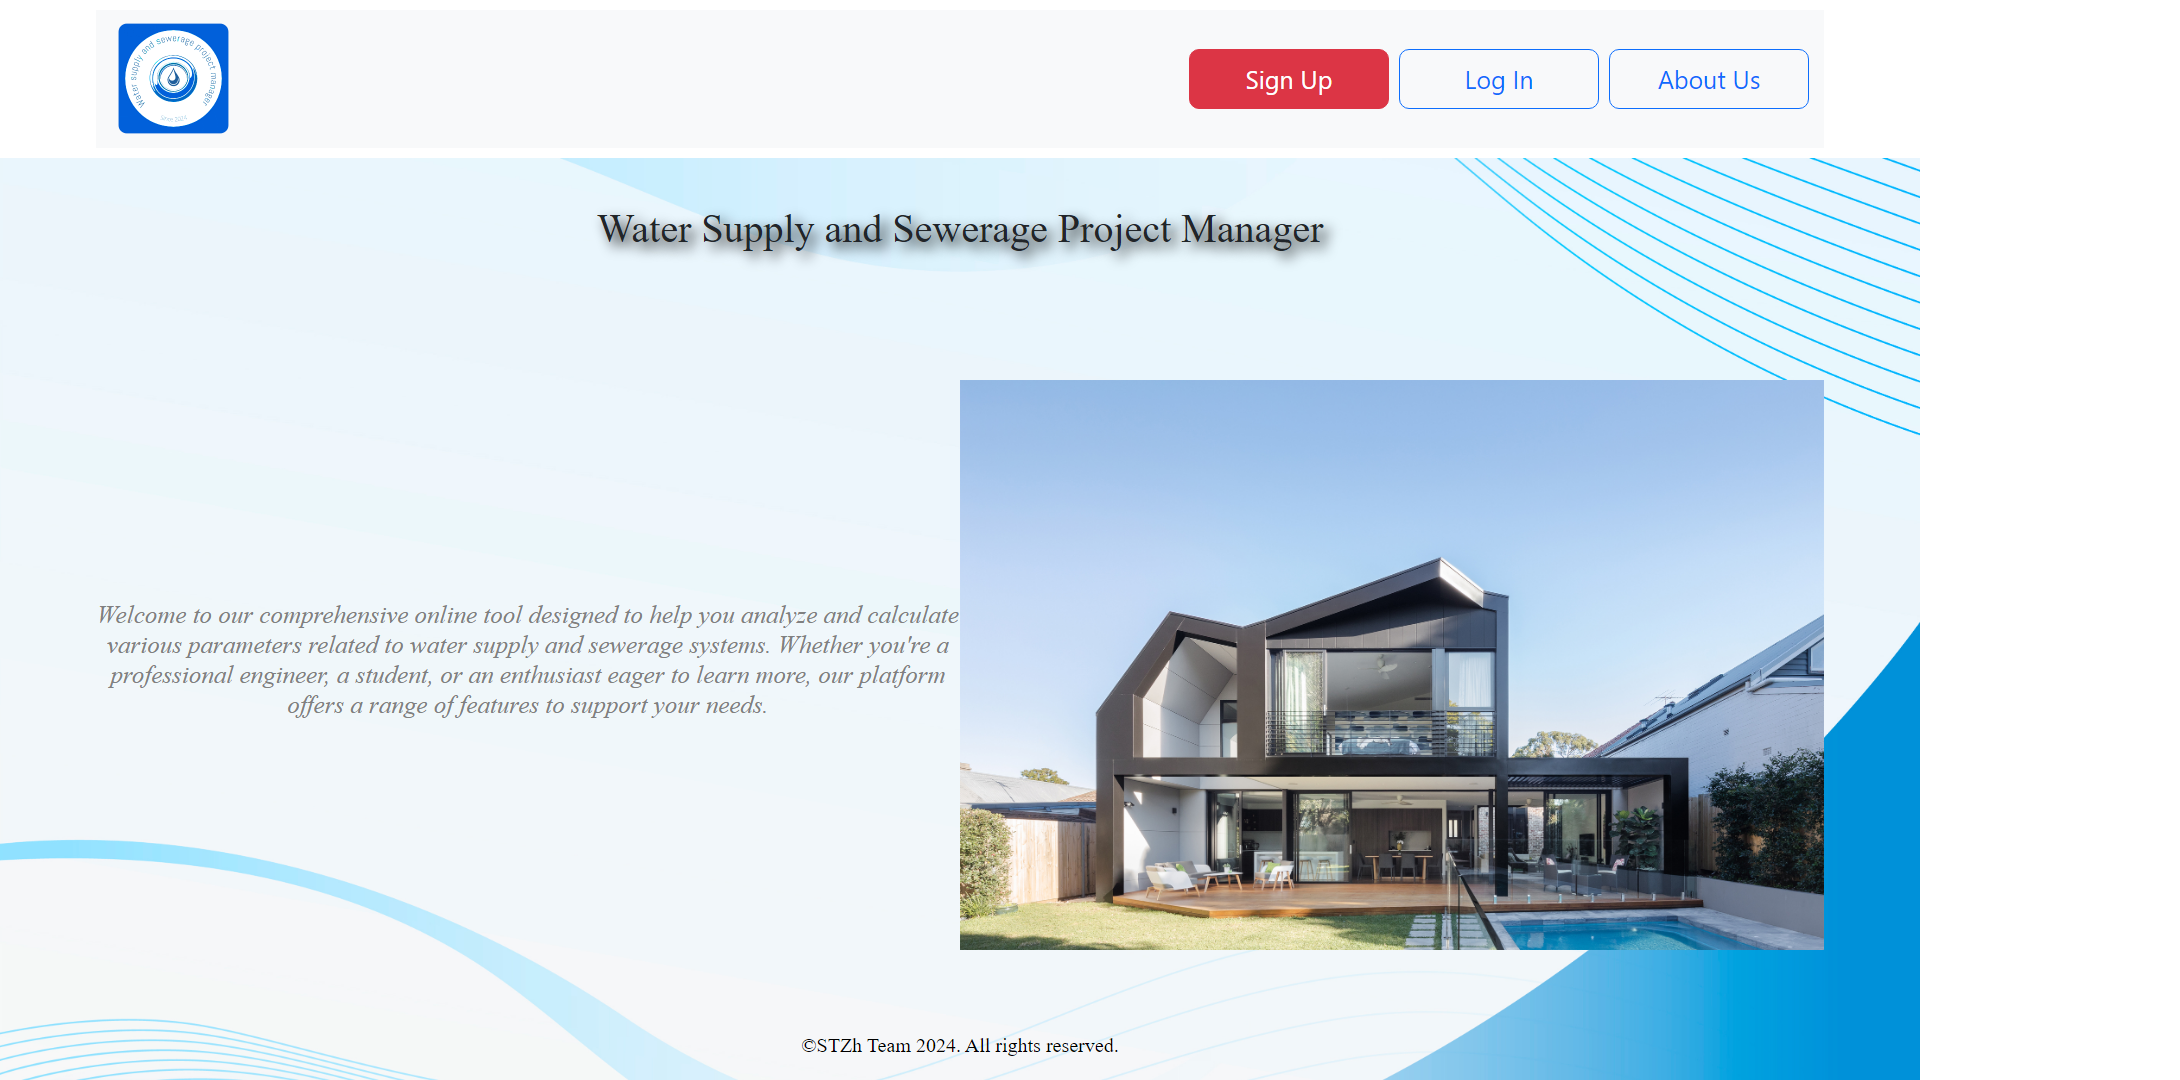 Water supply and sewerage project manager
Since 2024
Sign Up
Log In
About Us
Water Supply and Sewerage Project Manager
Welcome to our comprehensive online tool designed to help you analyze and calculate
various parameters related to water supply and sewerage systems. Whether you're a
professional engineer, a student, or an enthusiast eager to learn more, our platform
offers a range of features to support your needs.
©STZh Team 2024. All rights reserved.